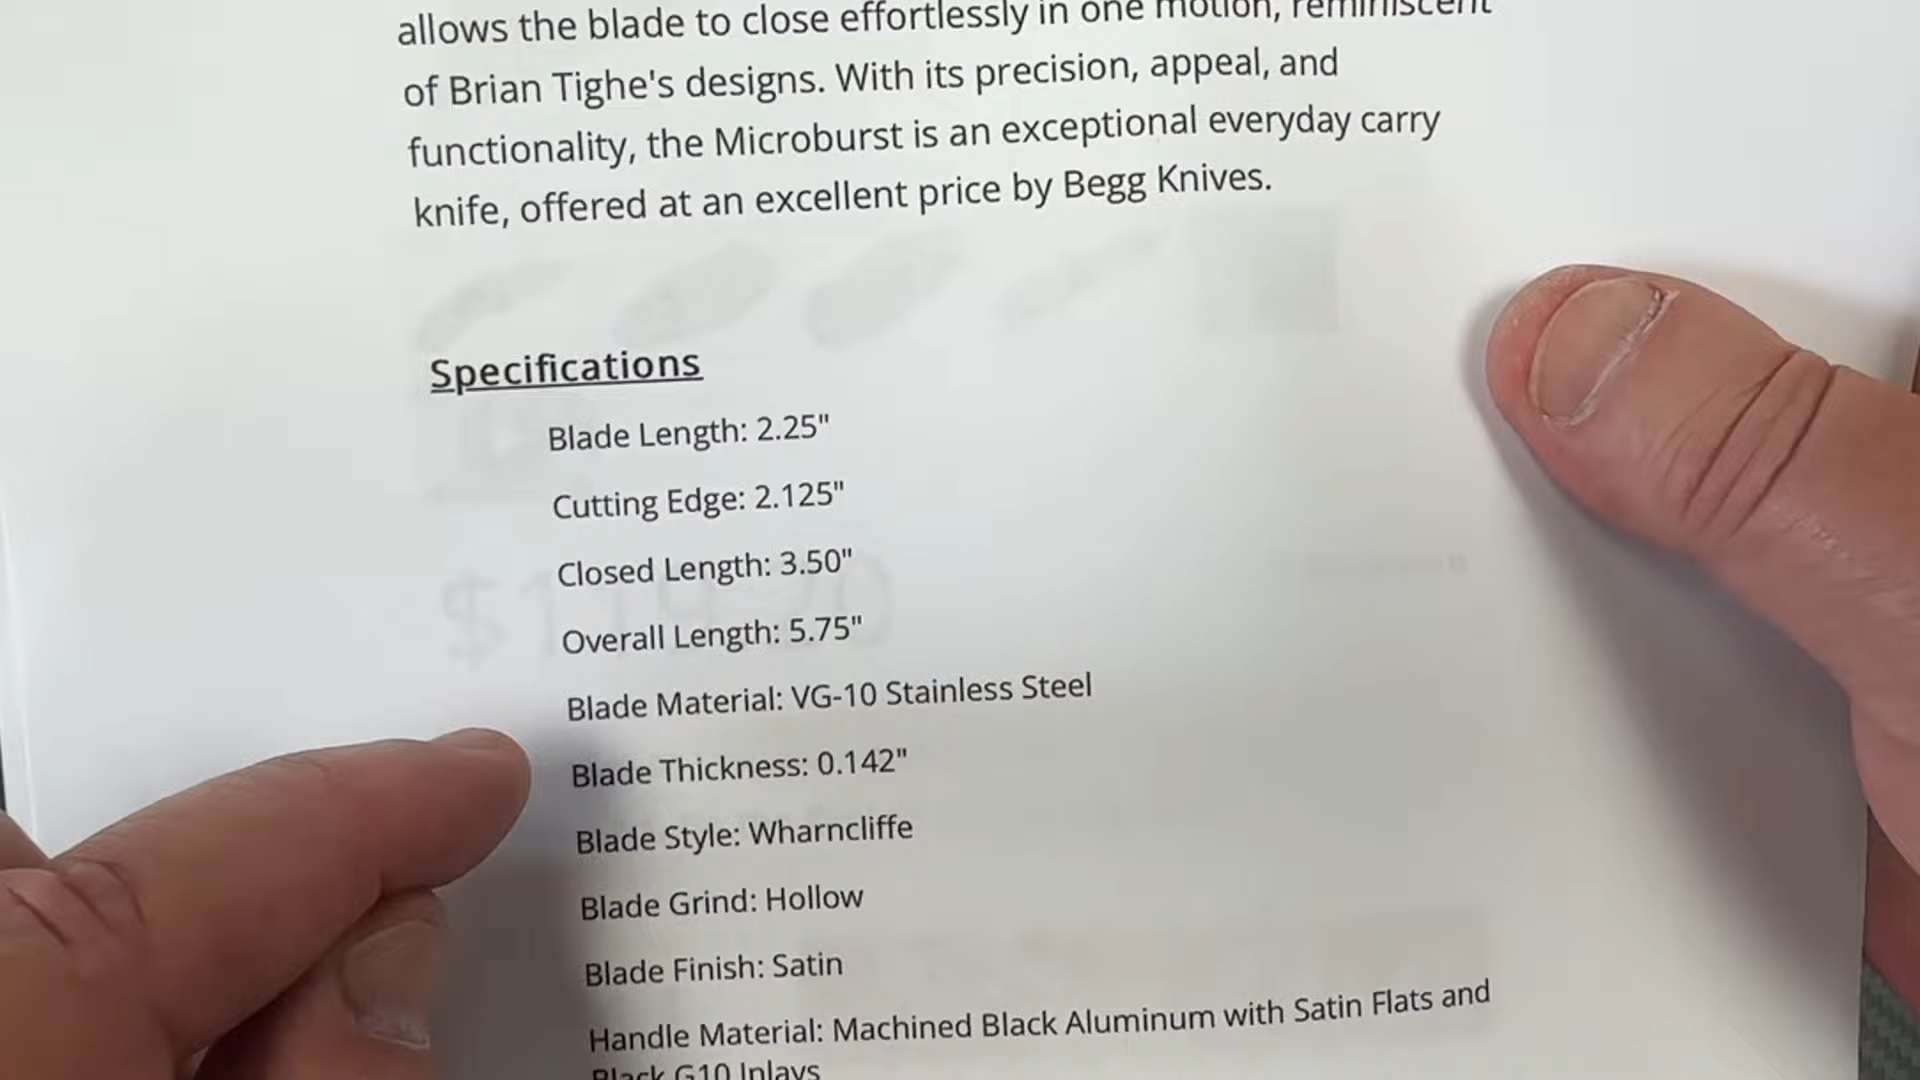 allows the blade to close effortlessly in one motion, reminiscent
of Brian Tighe's designs. With its precision, appeal, and
functionality, the Microburst is an exceptional everyday carry
knife, offered at an excellent price by Begg Knives.
Specifications
Blade Length: 2.25"
Cutting Edge: 2.125"
Closed Length: 3.50"
Overall Length: 5.75"
Blade Material: VG-10 Stainless Steel
Blade Thickness: 0.142"
Blade Style: Wharncliffe
Blade Grind: Hollow
Blade Finish: Satin
Handle Material: Machined Black Aluminum with Satin Flats and
Black G10 Inlays